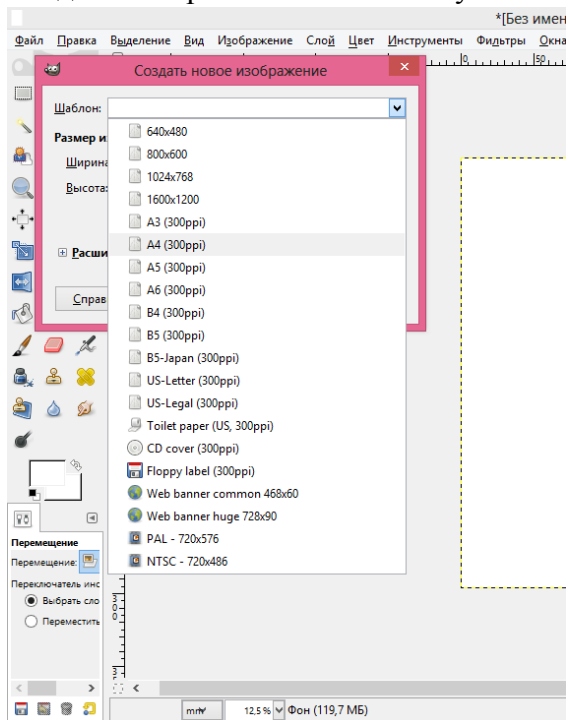 *[Без имен
Файл Правка Выделение Вид Изображение Слой Цвет Инструменты Фильтры Окна
Создать новое изображение
0 50
Шаблон:
640x480
Размер и
800x600
Ширина
1024x768
Высота:
1600x1200
A3 (300ppi)
A4 (300ppi)
Расши
A5 (300ppi)
A6 (300ppi)
Справ
B4 (300ppi)
B5 (300ppi)
B5-Japan (300ppi)
US-Letter (300ppi)
US-Legal (300ppi)
Toilet paper (US, 300ppi)
CD cover (300ppi)
Floppy label (300ppi)
Web banner common 468x60
Web banner huge 728x90
PAL - 720x576
NTSC - 720x486
Перемещение
Перемещение:
Переключатель инс
Выбрать сло
Переместить
300
mm 12,5 % Фон (119,7 МБ)